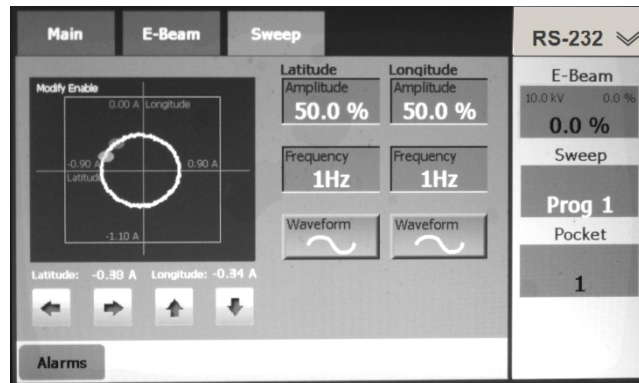 Main
E-Beam
Sweep
RS-232
Modify Enable
0.00 A
Longitude
-0.90 A
0.90 A
Latitude
-1.10 A
Latitude
Longitude
Amplitude
50.0 %
Amplitude
50.0 %
Frequency
1Hz
Frequency
1Hz
Waveform
Waveform
Latitude: -0.30 A Longitude: -0.34 A
E-Beam
10.0 kV 0.0 %
0.0 %
Sweep
Prog 1
Pocket
1
Alarms